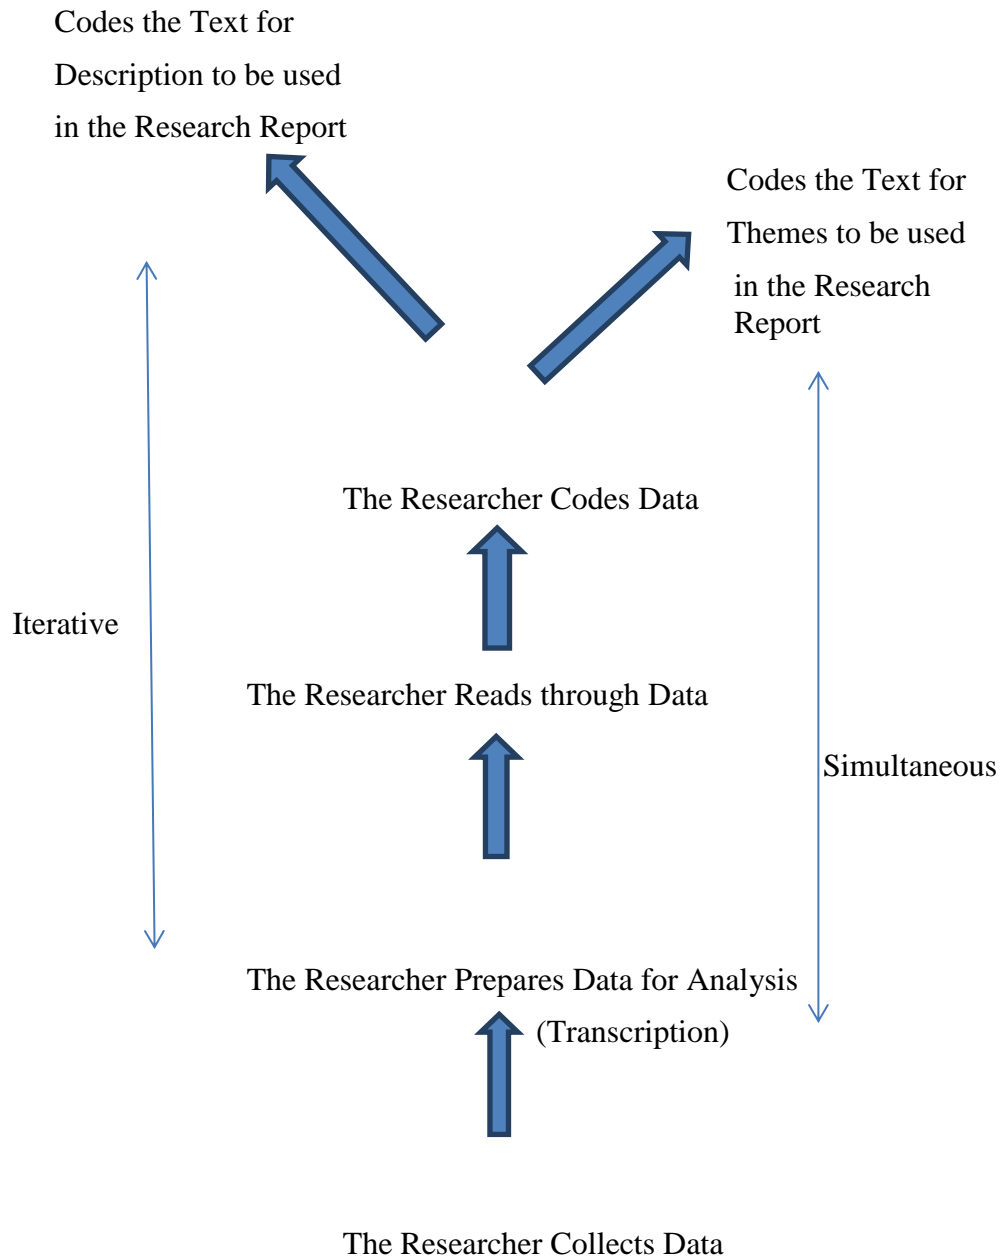 Codes the Text for
Description to be used
in the Research Report
Codes the Text for
Themes to be used
in the Research
Report
The Researcher Codes Data
Iterative
The Researcher Reads through Data
Simultaneous
The Researcher Prepares Data for Analysis
(Transcription)
The Researcher Collects Data